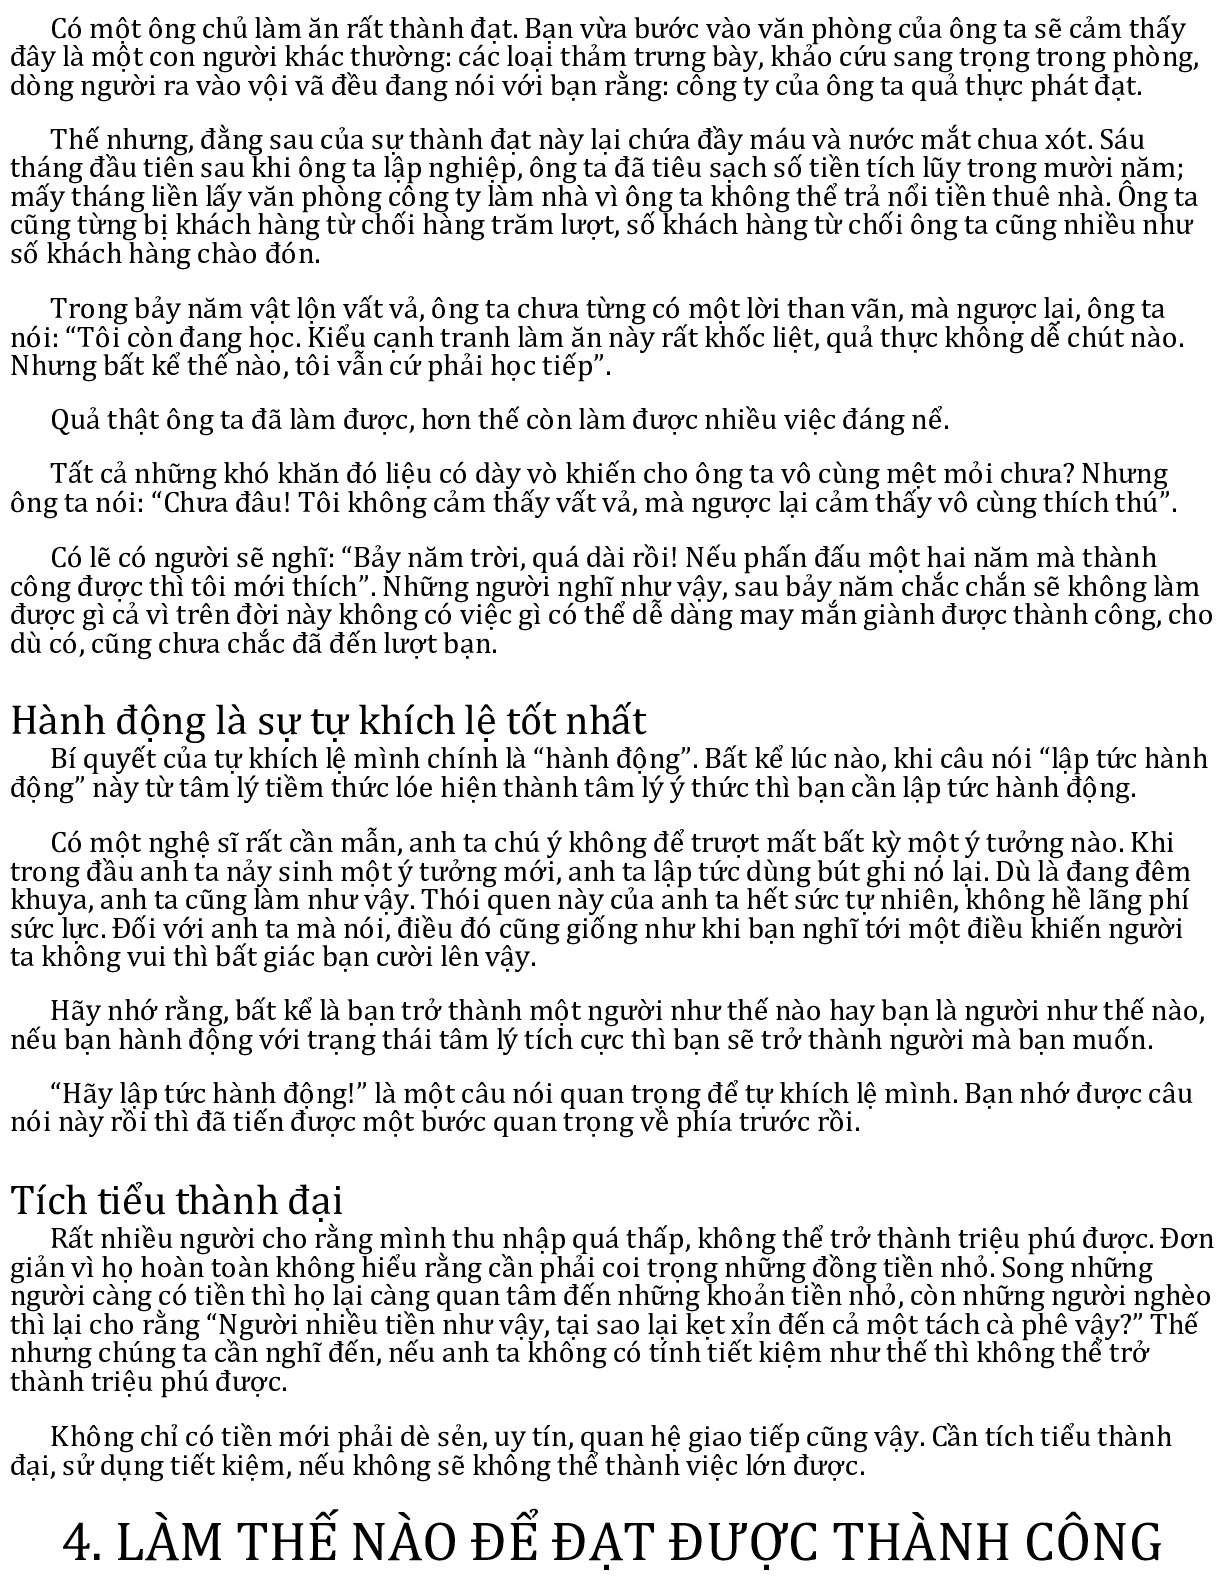 Có một ông chủ làm ăn rất thành đạt. Bạn vừa bước vào văn phòng của ông ta sẽ cảm thấy
đây là một con người khác thường: các loại thảm trưng bày, khảo cứu sang trọng trong phòng,
dòng người ra vào vội vã đều đang nói với bạn rằng: công ty của ông ta quả thực phát đạt.
Thế nhưng, đằng sau của sự thành đạt này lại chứa đầy máu và nước mắt chua xót. Sáu
tháng đầu tiên sau khi ông ta lập nghiệp, ông ta đã tiêu sạch số tiền tích lũy trong mười năm;
mấy tháng liền lấy văn phòng công ty làm nhà vì ông ta không thể trả nổi tiền thuê nhà. Ông ta
cũng từng bị khách hàng từ chối hàng trăm lượt, số khách hàng từ chối ông ta cũng nhiều như
số khách hàng chào đón.
Trong bảy năm vật lộn vất vả, ông ta chưa từng có một lời than vãn, mà ngược lại, ông ta
nói: “Tôi còn đang học. Kiểu cạnh tranh làm ăn này rất khốc liệt, quả thực không dễ chút nào.
Nhưng bất kể thế nào, tôi vẫn cứ phải học tiếp”.
Quả thật ông ta đã làm được, hơn thế còn làm được nhiều việc đáng nể.
Tất cả những khó khăn đó liệu có dày vò khiến cho ông ta vô cùng mệt mỏi chưa? Nhưng
ông ta nói: “Chưa đâu! Tôi không cảm thấy vất vả, mà ngược lại cảm thấy vô cùng thích thú”.
Có lẽ có người sẽ nghĩ: “Bảy năm trời, quá dài rồi! Nếu phấn đấu một hai năm mà thành
công được thì tôi mới thích”. Những người nghĩ như vậy, sau bảy năm chắc chắn sẽ không làm
được gì cả vì trên đời này không có việc gì có thể dễ dàng may mắn giành được thành công, cho
dù có, cũng chưa chắc đã đến lượt bạn.
Hành động là sự tự khích lệ tốt nhất
Bí quyết của tự khích lệ mình chính là “hành động”. Bất kể lúc nào, khi câu nói “lập tức hành
động” này từ tâm lý tiềm thức lóe hiện thành tâm lý ý thức thì bạn cần lập tức hành động.
Có một nghệ sĩ rất cần mẫn, anh ta chú ý không để trượt mất bất kỳ một ý tưởng nào. Khi
trong đầu anh ta nảy sinh một ý tưởng mới, anh ta lập tức dùng bút ghi nó lại. Dù là đang đêm
khuya, anh ta cũng làm như vậy. Thói quen này của anh ta hết sức tự nhiên, không hề lãng phí
sức lực. Đối với anh ta mà nói, điều đó cũng giống như khi bạn nghĩ tới một điều khiến người
ta không vui thì bất giác bạn cười lên vậy.
Hãy nhớ rằng, bất kể là bạn trở thành một người như thế nào hay bạn là người như thế nào,
nếu bạn hành động với trạng thái tâm lý tích cực thì bạn sẽ trở thành người mà bạn muốn.
“Hãy lập tức hành động!” là một câu nói quan trọng để tự khích lệ mình. Bạn nhớ được câu
nói này rồi thì đã tiến được một bước quan trọng về phía trước rồi.
Tích tiểu thành đại
Rất nhiều người cho rằng mình thu nhập quá thấp, không thể trở thành triệu phú được. Đơn
giản vì họ hoàn toàn không hiểu rằng cần phải coi trọng những đồng tiền nhỏ. Song những
người càng có tiền thì họ lại càng quan tâm đến những khoản tiền nhỏ, còn những người nghèo
thì lại cho rằng “Người nhiều tiền như vậy, tại sao lại kẹt xỉn đến cả một tách cà phê vậy?” Thế
nhưng chúng ta cần nghĩ đến, nếu anh ta không có tính tiết kiệm như thế thì không thể trở
thành triệu phú được.
Không chỉ có tiền mới phải dè sẻn, uy tín, quan hệ giao tiếp cũng vậy. Cần tích tiểu thành
đại, sử dụng tiết kiệm, nếu không sẽ không thể thành việc lớn được.
4. LÀM THẾ NÀO ĐỂ ĐẠT ĐƯỢC THÀNH CÔNG